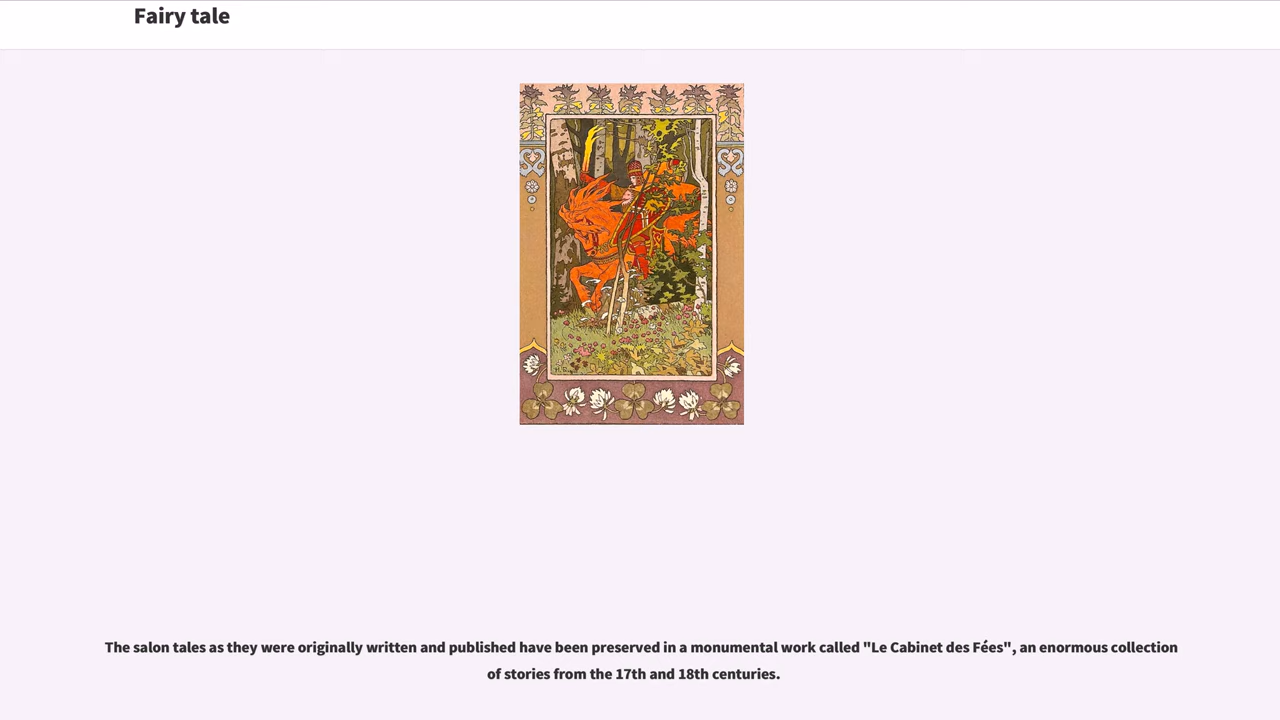 Fairy tale
The salon tales as they were originally written and published have been preserved in a monumental work called "Le Cabinet des Fées", an enormous collection
of stories from the 17th and 18th centuries.